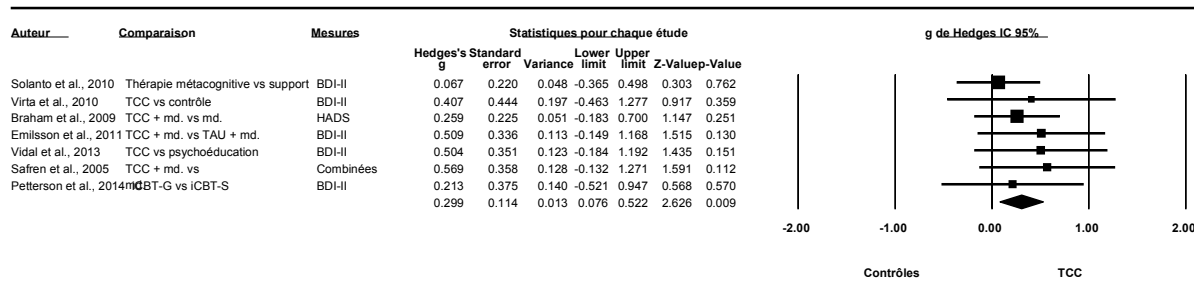 Auteur Comparaison Mesures Statistiques pour chaque étude g de Hedges IC 95%
Hedges's g Standard error Variance Lower limit Upper limit Z-Value p-Value
Solanto et al., 2010 Thérapie métacognitive vs support BDI-II 0.067 0.220 0.048 -0.365 0.498 0.303 0.762
Virta et al., 2010 TCC vs contrôle BDI-II 0.407 0.444 0.197 -0.463 1.277 0.917 0.359
Braham et al., 2009 TCC + md. vs md. HADS 0.259 0.225 0.051 -0.183 0.700 1.147 0.251
Emilsson et al., 2011 TCC + md. vs TAU + md. BDI-II 0.509 0.336 0.113 -0.149 1.168 1.515 0.130
Vidal et al., 2013 TCC vs psychoéducation BDI-II 0.504 0.351 0.123 -0.184 1.192 1.435 0.151
Safren et al., 2005 TCC + md. vs Combinées 0.569 0.358 0.128 -0.132 1.271 1.591 0.112
Petterson et al., 2014 iCBT-G vs iCBT-S BDI-II 0.213 0.375 0.140 -0.521 0.947 0.568 0.570
0.299 0.114 0.013 0.076 0.522 2.626 0.009
-2.00 -1.00 0.00 1.00 2.00
Contrôles TCC